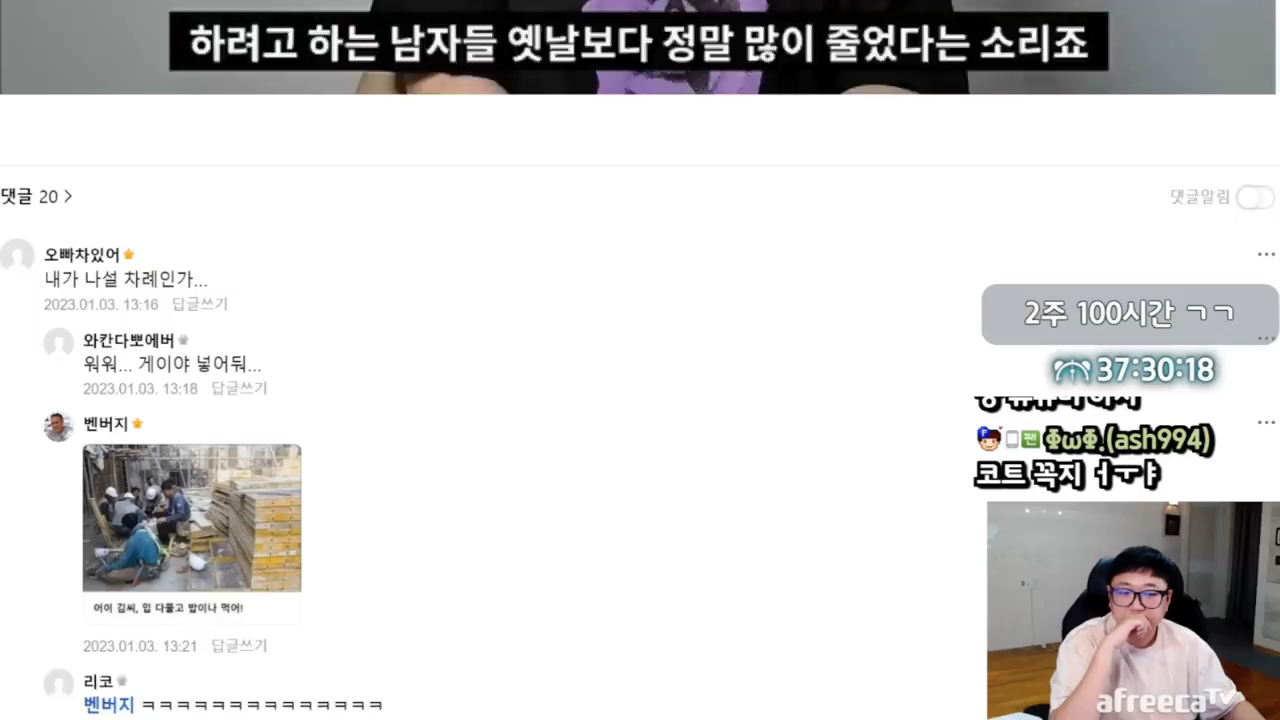 하려고 하는 남자들 옛날보다 정말 많이 줄었다는 소리죠
댓글 20 >
댓글알림
오빠차있어
내가 나설 차례인가...
2023.01.03. 13:16 답글쓰기
와칸다뽀에버
워워... 게이야 넣어둬...
2023.01.03. 13:18 답글쓰기
벤버지
어이 김씨, 입 다물고 밥이나 먹어!
2023.01.03. 13:21 답글쓰기
리코
벤버지 ㅋㅋㅋㅋㅋㅋㅋㅋㅋㅋㅋㅋㅋㅋ
2주 100시간 ㄱㄱ
37:30:18
팬 ΦωΦ.(ash994)
코트 꼭지 ㅓㅜㅑ
afreecaTV